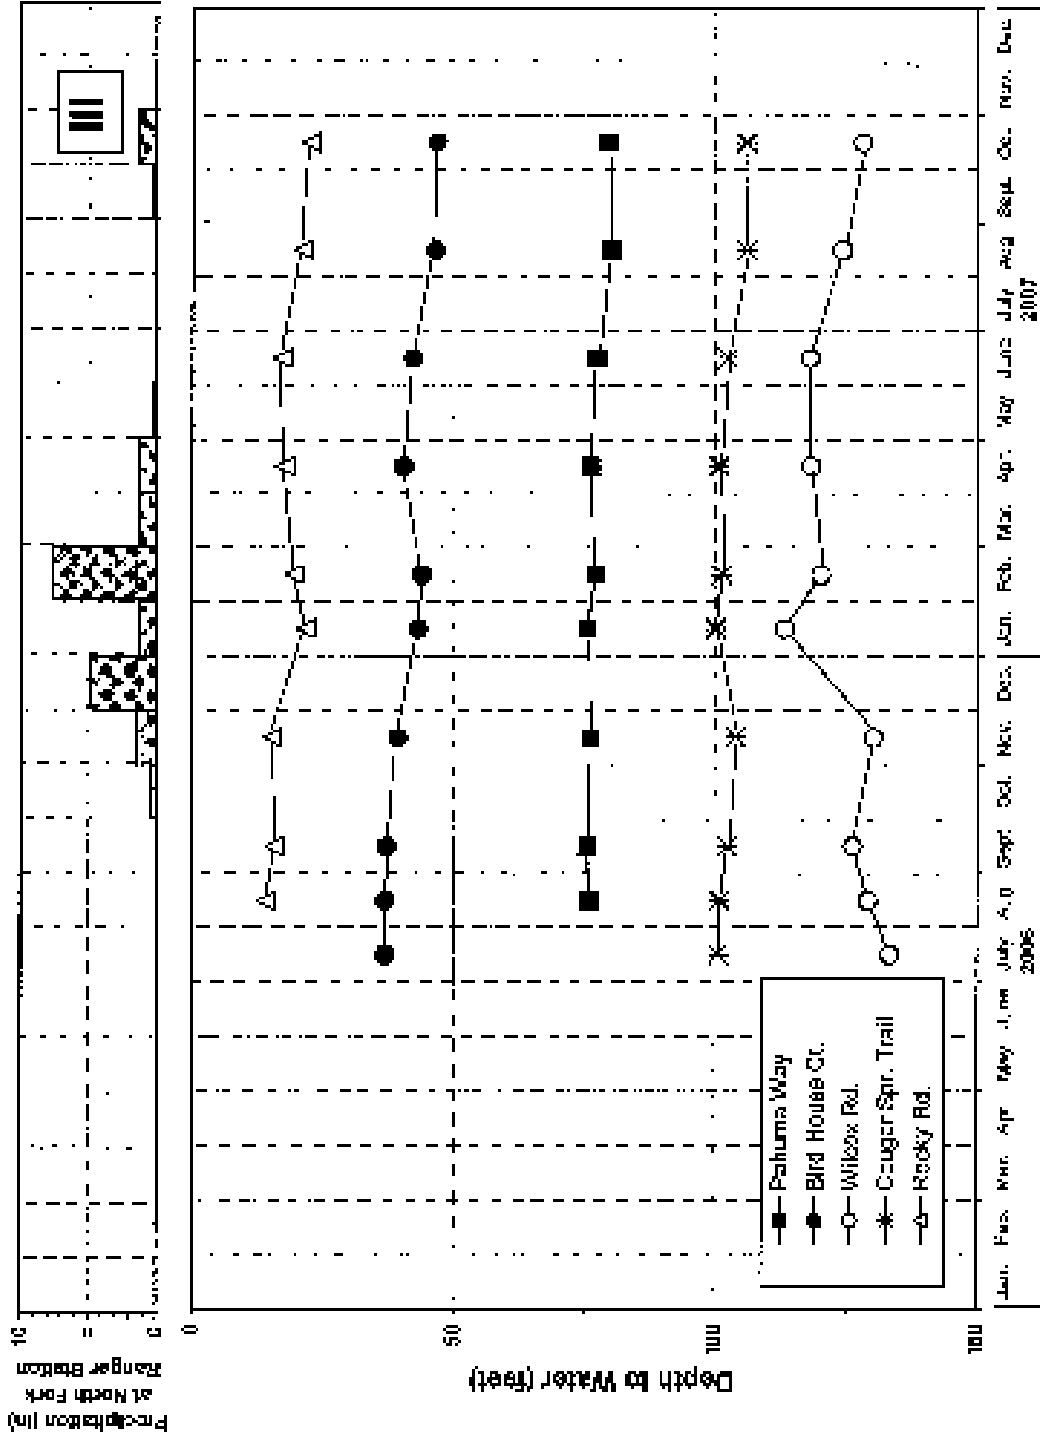 Precipitation (in)
at North Fork
Ranger Station
10
5
0
III
Depth to Water (feet)
0
50
100
150
Pahuma Way
Bird House Ct.
Wilcox Rd.
Cougar Spr. Trail
Rocky Rd.
Jan. Feb. Mar. Apr. May June July Aug. Sept. Oct. Nov. Dec. Jan. Feb. Mar. Apr. May June July Aug. Sept. Oct. Nov. Dec.
2006 2007